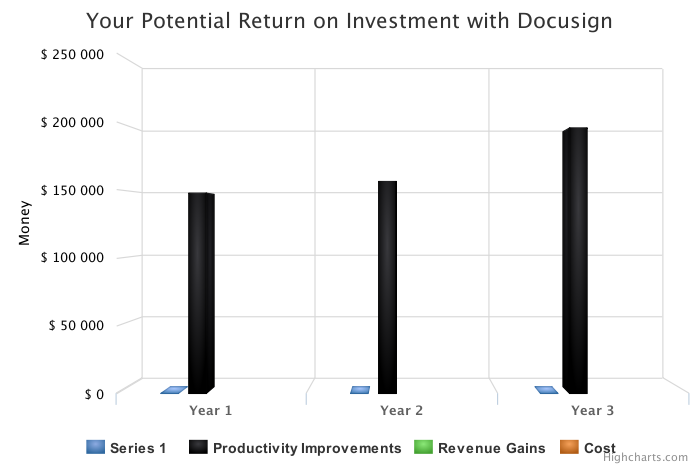 Your Potential Return on Investment with Docusign
$ 250 000
$ 200 000
$ 150 000
$ 100 000
$ 50 000
$ 0
Money
Year 1
Year 2
Year 3
Series 1 Productivity Improvements Revenue Gains Cost
Highcharts.com